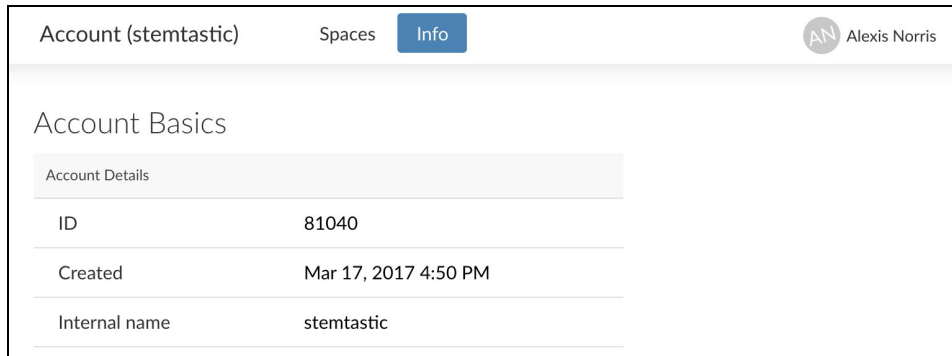 Account (stemtastic) Spaces Info AN Alexis Norris
Account Basics
Account Details
ID 81040
Created Mar 17, 2017 4:50 PM
Internal name stemtastic